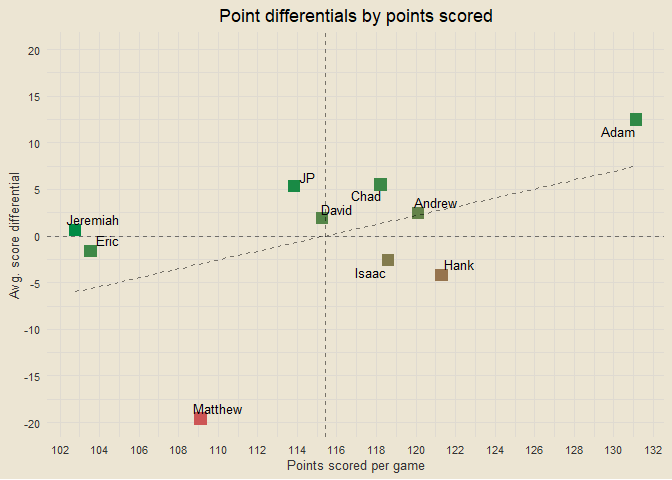 Point differentials by points scored
20
15
10
5
0
-5
-10
-15
-20
Avg. score differential
Adam
JP
Chad
David
Andrew
Jeremiah
Eric
Isaac
Hank
Matthew
102 104 106 108 110 112 114 116 118 120 122 124 126 128 130 132
Points scored per game